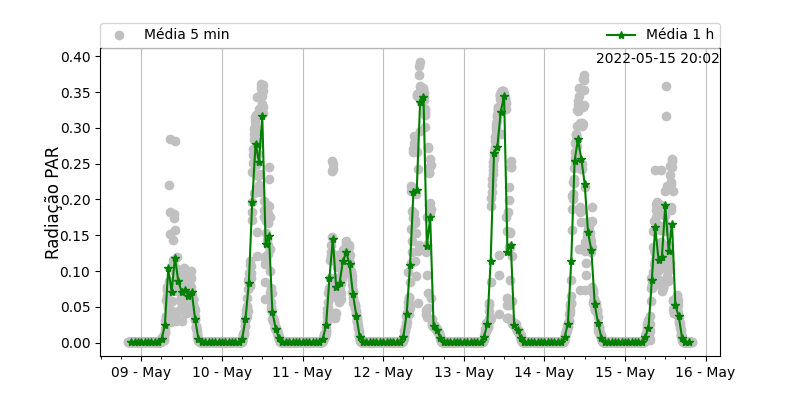 Média 5 min
Média 1 h
2022-05-15 20:02
Radiação PAR
0.40
0.35
0.30
0.25
0.20
0.15
0.10
0.05
0.00
09 - May
10 - May
11 - May
12 - May
13 - May
14 - May
15 - May
16 - May